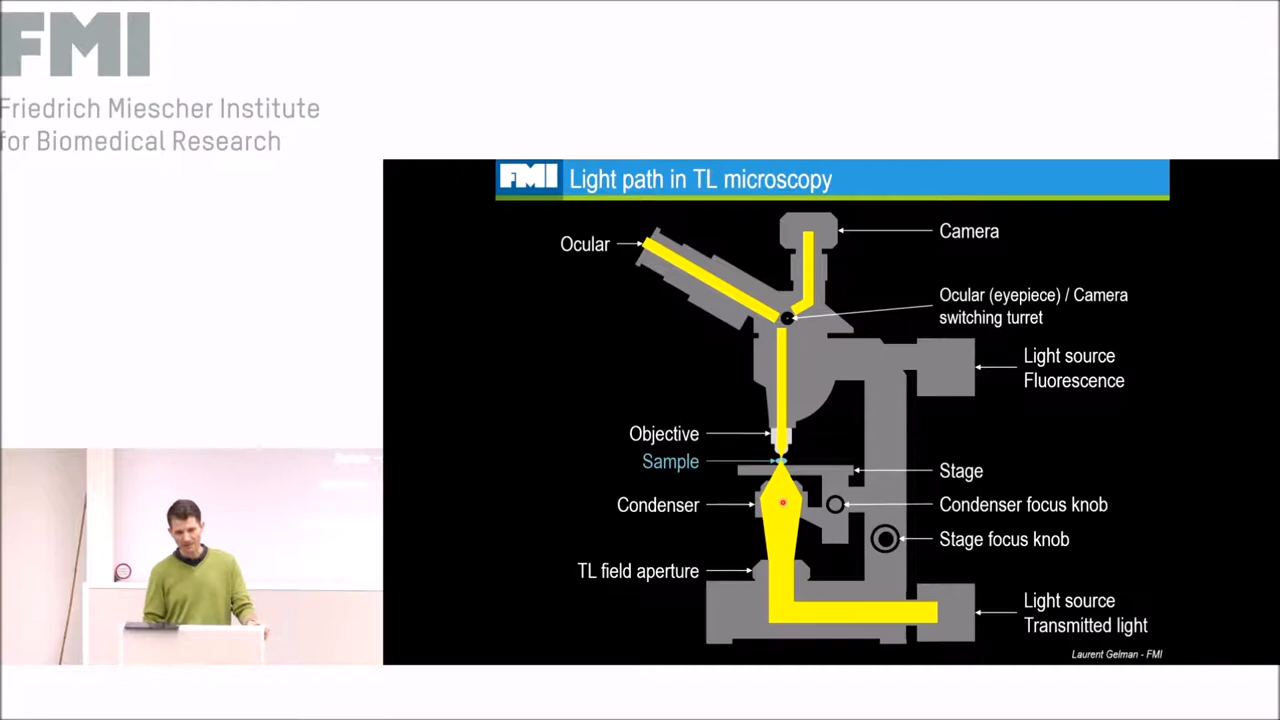 FMI
Friedrich Miescher Institute
for Biomedical Research
FMI Light path in TL microscopy
Ocular
Camera
Ocular (eyepiece) / Camera
switching turret
Light source
Fluorescence
Objective
Sample
Stage
Condenser
Condenser focus knob
Stage focus knob
TL field aperture
Light source
Transmitted light
Laurent Gelman - FMI